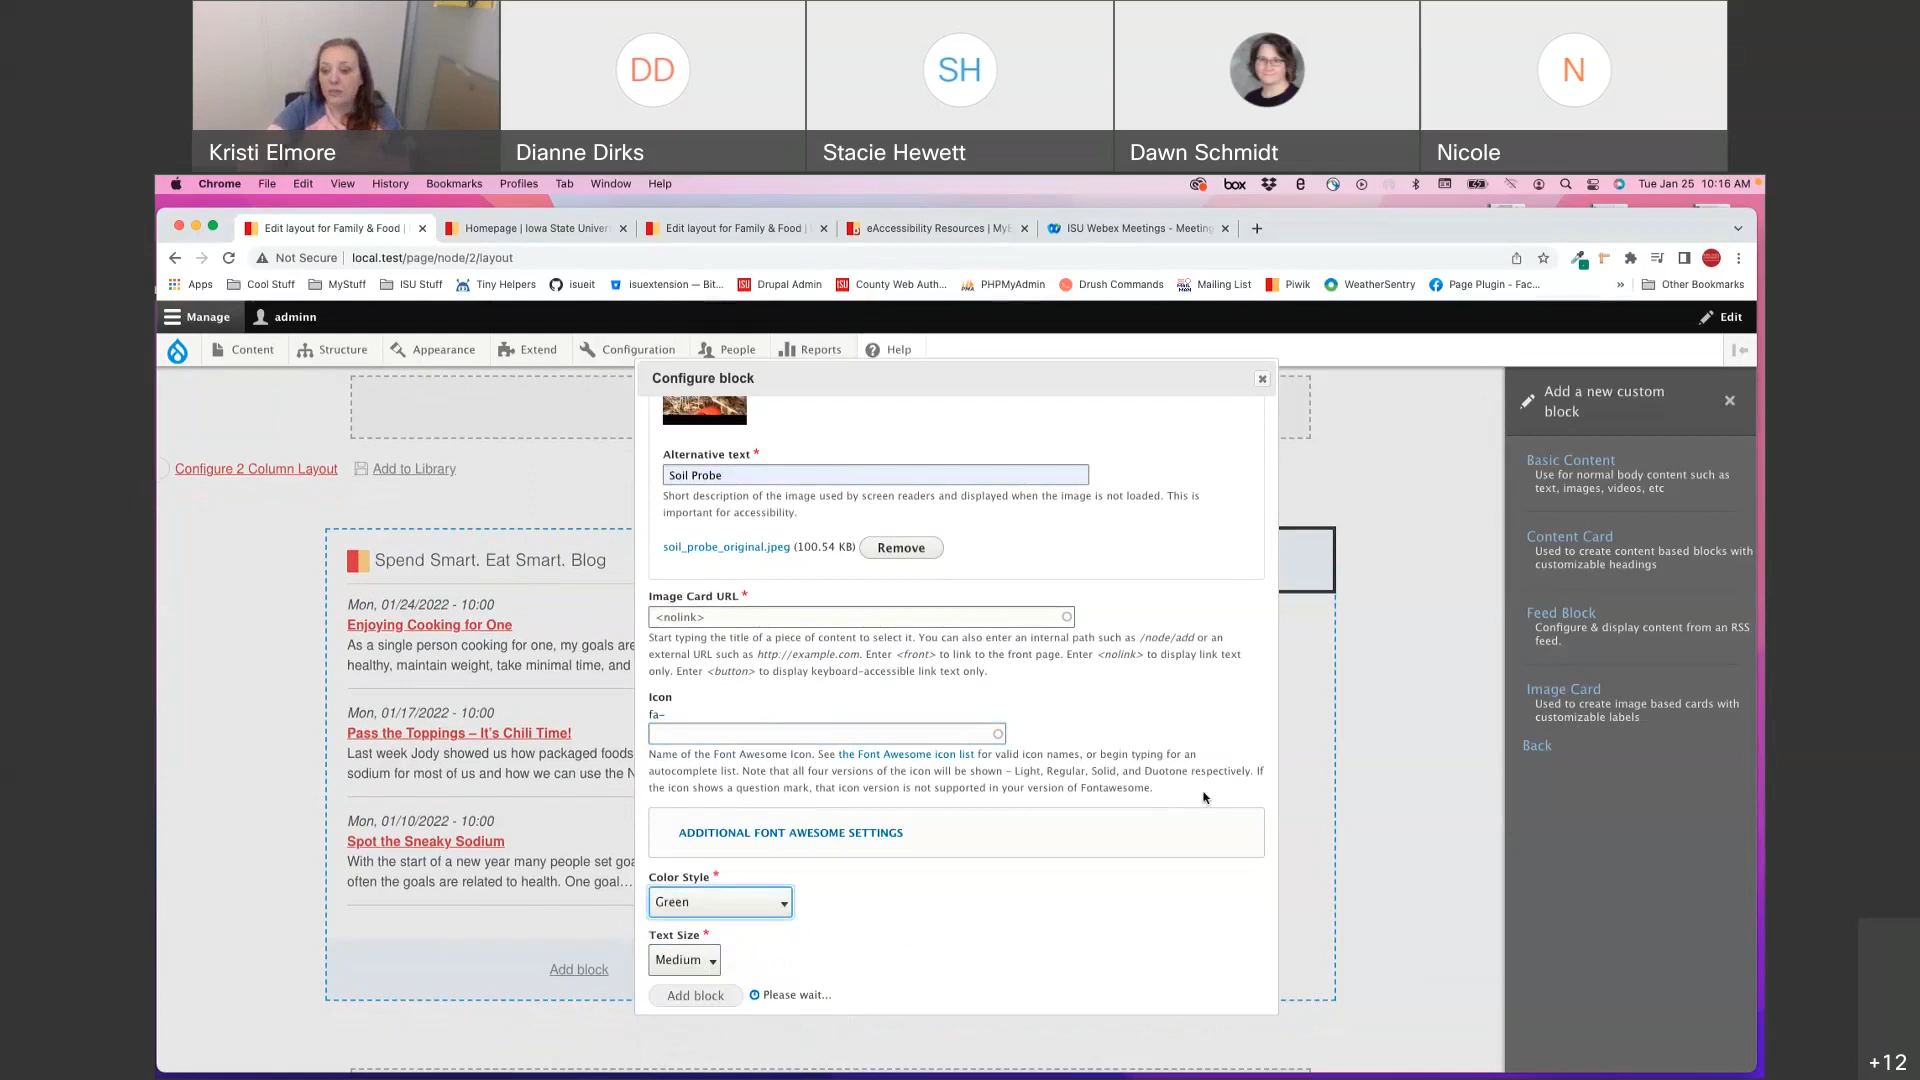 DD
SH
N
Kristi Elmore
Dianne Dirks
Stacie Hewett
Dawn Schmidt
Nicole
Chrome File Edit View History Bookmarks Profiles Tab Window Help
box
Tue Jan 25 10:16 AM
Edit layout for Family & Food |
Homepage | Iowa State Univer
Edit layout for Family & Food |
eAccessibility Resources | MyE
ISU Webex Meetings - Meeting
Not Secure local.test/page/node/2/layout
Apps Cool Stuff MyStuff ISU Stuff Tiny Helpers isueit isuextension — Bit... Drupal Admin County Web Auth... PHPMyAdmin Drush Commands Mailing List Piwik WeatherSentry Page Plugin - Fac... » Other Bookmarks
Manage adminn Edit
Content Structure Appearance Extend Configuration People Reports Help
Configure block
Configure 2 Column Layout Add to Library
Spend Smart. Eat Smart. Blog
Mon, 01/24/2022 - 10:00
Enjoying Cooking for One
As a single person cooking for one, my goals are
healthy, maintain weight, take minimal time, and
Mon, 01/17/2022 - 10:00
Pass the Toppings – It's Chili Time!
Last week Jody showed us how packaged foods
sodium for most of us and how we can use the N
Mon, 01/10/2022 - 10:00
Spot the Sneaky Sodium
With the start of a new year many people set goa
often the goals are related to health. One goal...
Add block
Alternative text *
Soil Probe
Short description of the image used by screen readers and displayed when the image is not loaded. This is
important for accessibility.
soil_probe_original.jpeg (100.54 KB) Remove
Image Card URL *
<nolink>
Start typing the title of a piece of content to select it. You can also enter an internal path such as /node/add or an
external URL such as http://example.com. Enter <front> to link to the front page. Enter <nolink> to display link text
only. Enter <button> to display keyboard-accessible link text only.
Icon
fa-
Name of the Font Awesome Icon. See the Font Awesome icon list for valid icon names, or begin typing for an
autocomplete list. Note that all four versions of the icon will be shown – Light, Regular, Solid, and Duotone respectively. If
the icon shows a question mark, that icon version is not supported in your version of Fontawesome.
ADDITIONAL FONT AWESOME SETTINGS
Color Style *
Green
Text Size *
Medium
Add block Please wait...
Add a new custom
block
Basic Content
Use for normal body content such as
text, images, videos, etc
Content Card
Used to create content based blocks with
customizable headings
Feed Block
Configure & display content from an RSS
feed.
Image Card
Used to create image based cards with
customizable labels
Back
+12